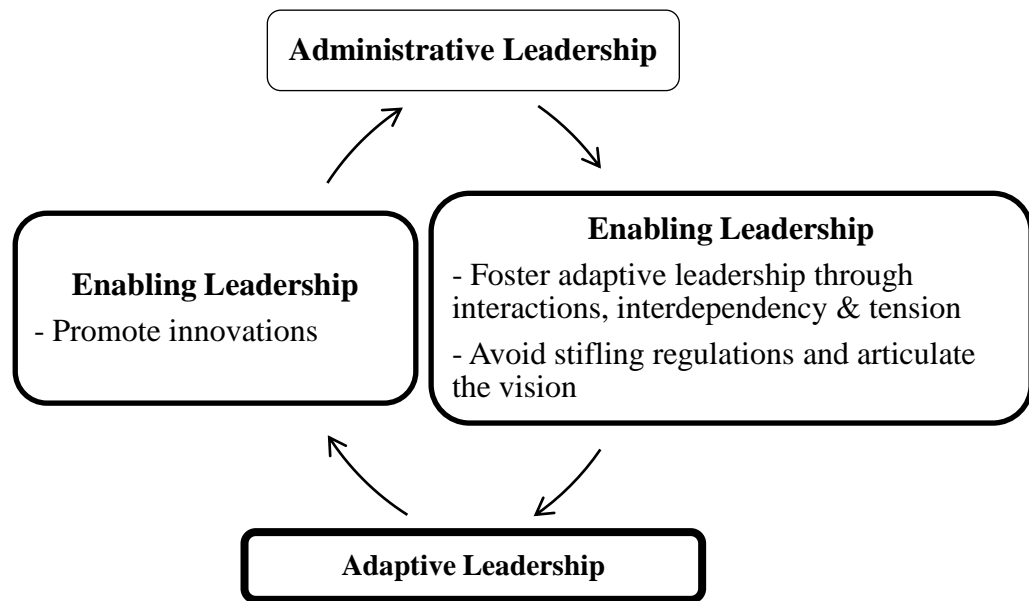 Administrative Leadership
Enabling Leadership
- Promote innovations
Enabling Leadership
- Foster adaptive leadership through
interactions, interdependency & tension
- Avoid stifling regulations and articulate
the vision
Adaptive Leadership